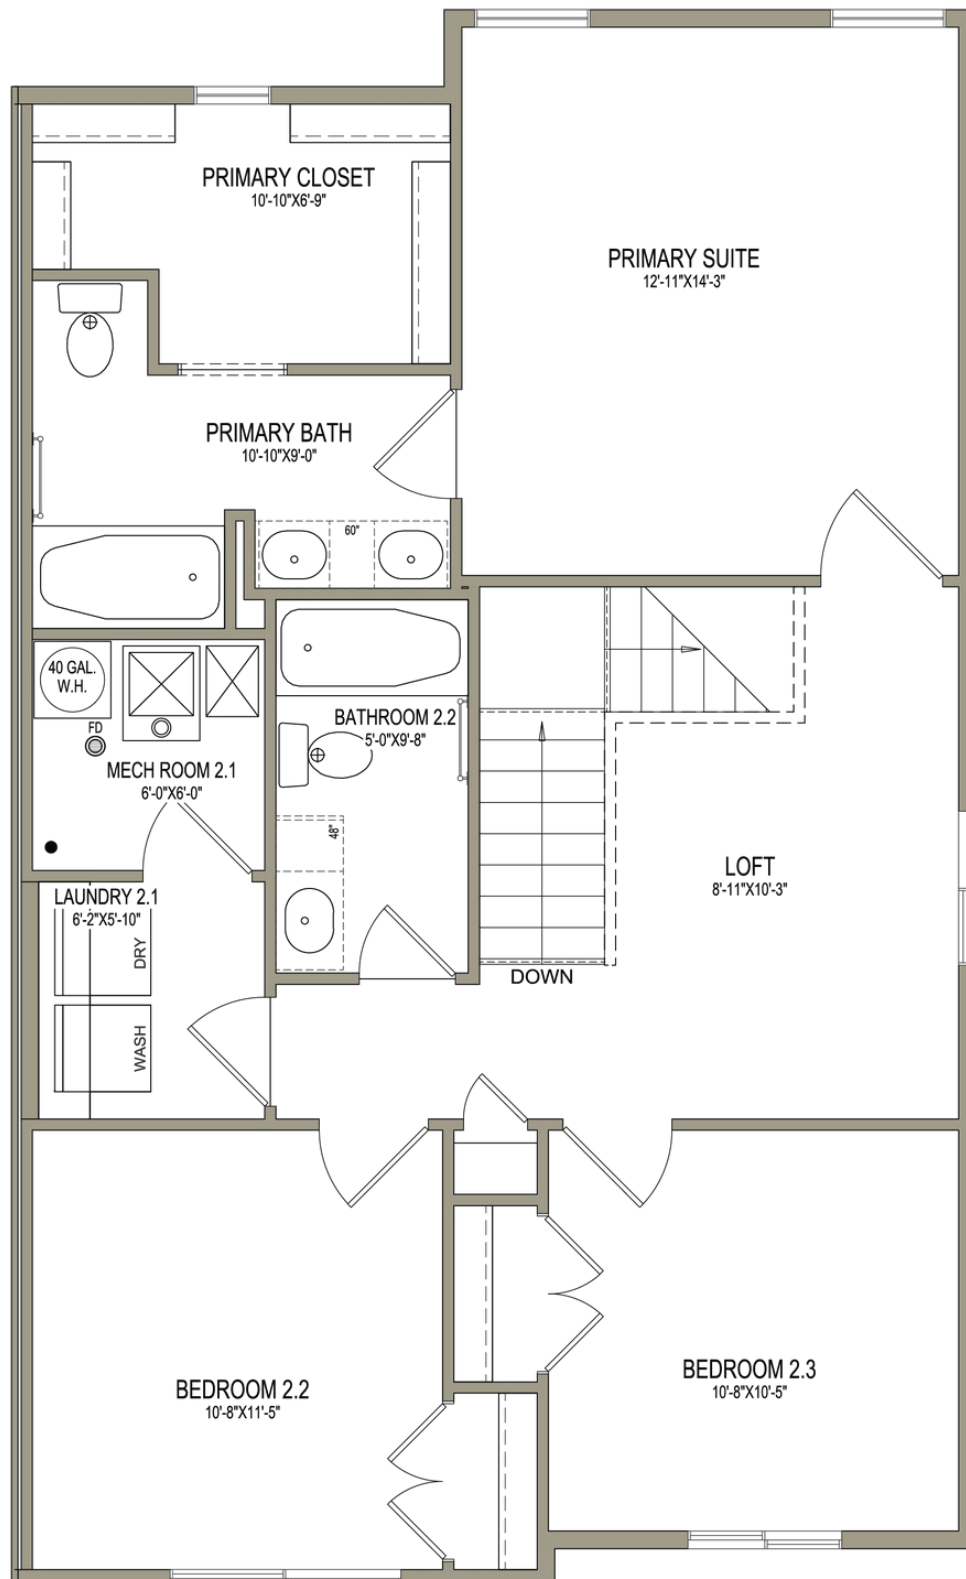 PRIMARY CLOSET
10'-10"X6'-9"
PRIMARY SUITE
12'-11"X14'-3"
PRIMARY BATH
10'-10"X9'-0"
60"
40 GAL.
W.H.
FD
MECH ROOM 2.1
6'-0"X6'-0"
BATHROOM 2.2
5'-0"X9'-8"
48"
LAUNDRY 2.1
6'-2"X5'-10"
DRY
WASH
LOFT
8'-11"X10'-3"
DOWN
BEDROOM 2.2
10'-8"X11'-5"
BEDROOM 2.3
10'-8"X10'-5"